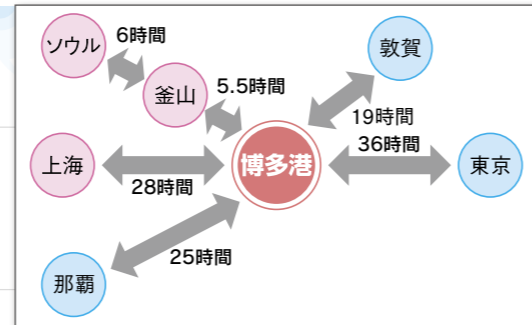 ソウル
6時間
釜山
5.5時間
敦賀
19時間
36時間
上海
博多港
東京
28時間
25時間
那覇